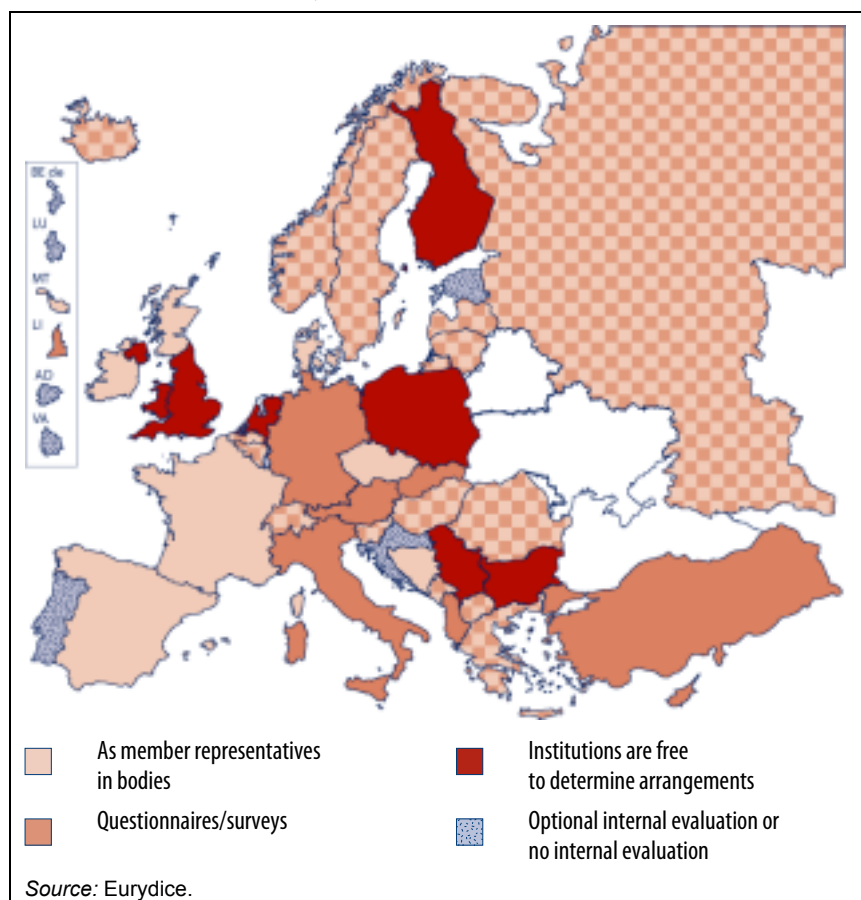 BE de
LU
MT
LI
AD
VA
As member representatives
in bodies
Institutions are free
to determine arrangements
Questionnaires/surveys
Optional internal evaluation or
no internal evaluation
Source: Eurydice.